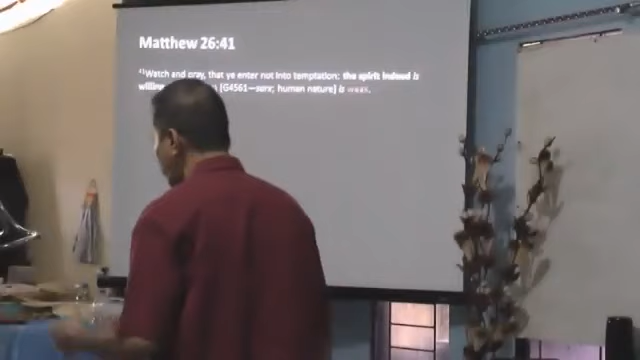 Matthew 26:41
41Watch and pray, that ye enter not into temptation: the spirit indeed is
[G4561—sarx; human nature] is weak.